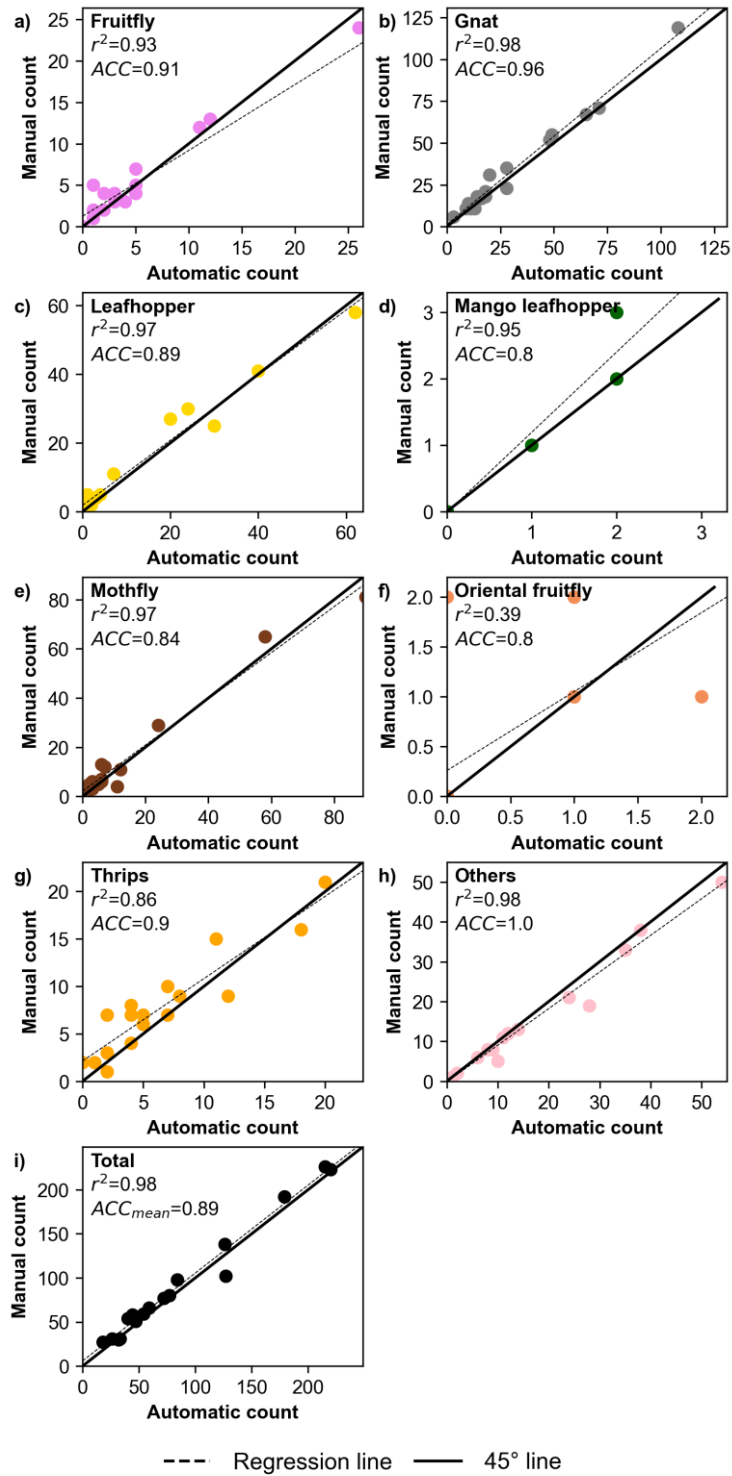 a) Fruitfly
r²=0.93
ACC=0.91
25
20
15
10
5
0
0 5 10 15 20 25
Manual count
Automatic count
b) Gnat
r²=0.98
ACC=0.96
125
100
75
50
25
0
0 25 50 75 100 125
Manual count
Automatic count
c) Leafhopper
r²=0.97
ACC=0.89
60
40
20
0
0 20 40 60
Manual count
Automatic count
d) Mango leafhopper
r²=0.95
ACC=0.8
3
2
1
0
0 1 2 3
Manual count
Automatic count
e) Mothfly
r²=0.97
ACC=0.84
80
60
40
20
0
0 20 40 60 80
Manual count
Automatic count
f) Oriental fruitfly
r²=0.39
ACC=0.8
2.0
1.5
1.0
0.5
0.0
0.0 0.5 1.0 1.5 2.0
Manual count
Automatic count
g) Thrips
r²=0.86
ACC=0.9
20
15
10
5
0
0 5 10 15 20
Manual count
Automatic count
h) Others
r²=0.98
ACC=1.0
50
40
30
20
10
0
0 10 20 30 40 50
Manual count
Automatic count
i) Total
r²=0.98
ACCmean=0.89
200
150
100
50
0
0 50 100 150 200
Manual count
Automatic count
Regression line 45° line